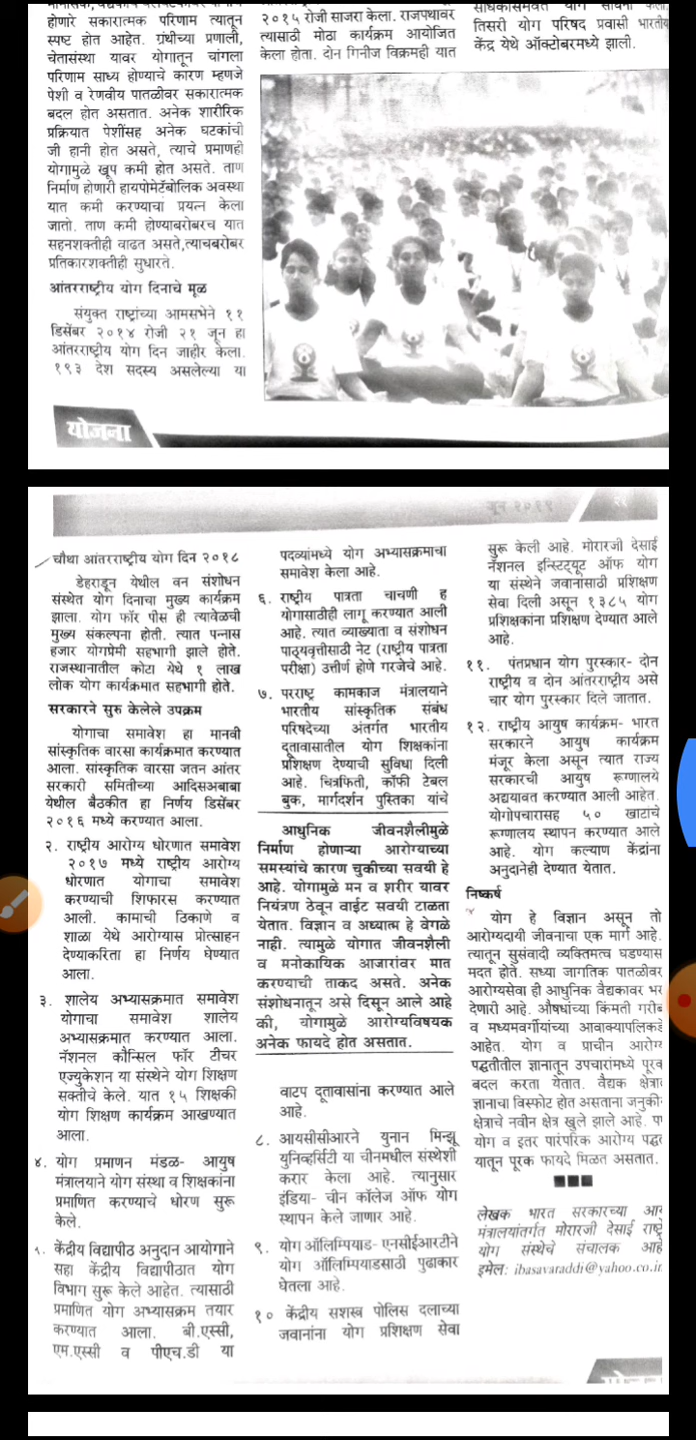 होणारे सकारात्मक परिणाम त्यातून
स्पष्ट होत आहेत. ग्रंथीच्या प्रणाली,
चेतासंस्था यावर योगातून चांगला
परिणाम साध्य होण्याचे कारण म्हणजे
पेशी व रेणवीय पातळीवर सकारात्मक
बदल होत असतात. अनेक शारीरिक
प्रक्रियात पेशींसह अनेक घटकांची
जी हानी होत असते, त्याचे प्रमाणही
योगामुळे खूप कमी होत असते. ताण
निर्माण होणारी हायपोमेटॅबोलिक अवस्था
यात कमी करण्याचा प्रयत्न केला
जातो. ताण कमी होण्याबरोबरच यात
सहनशक्तीही वाढत असते,त्याचबरोबर
प्रतिकारशक्तीही सुधारते.
आंतरराष्ट्रीय योग दिनाचे मूळ
संयुक्त राष्ट्रांच्या आमसभेने ११
डिसेंबर २०१४ रोजी २१ जून हा
आंतरराष्ट्रीय योग दिन जाहीर केला.
१९३ देश सदस्य असलेल्या या
२०१५ रोजी साजरा केला. राजपथावर
त्यासाठी मोठा कार्यक्रम आयोजित
केला होता. दोन गिनीज विक्रमही यात
तिसरी योग परिषद प्रवासी भारतीय
केंद्र येथे ऑक्टोबरमध्ये झाली.
योजना
जून २०१९
चौथा आंतरराष्ट्रीय योग दिन २०१८
डेहराडून येथील वन संशोधन
संस्थेत योग दिनाचा मुख्य कार्यक्रम
झाला. योग फॉर पीस ही त्यावेळची
मुख्य संकल्पना होती. त्यात पन्नास
हजार योगप्रेमी सहभागी झाले होते.
राजस्थानातील कोटा येथे १ लाख
लोक योग कार्यक्रमात सहभागी होते.
सरकारने सुरु केलेले उपक्रम
योगाचा समावेश हा मानवी
सांस्कृतिक वारसा कार्यक्रमात करण्यात
आला. सांस्कृतिक वारसा जतन आंतर
सरकारी समितीच्या आदिसअबाबा
येथील बैठकीत हा निर्णय डिसेंबर
२०१६ मध्ये करण्यात आला.
२. राष्ट्रीय आरोग्य धोरणात समावेश
२०१७ मध्ये राष्ट्रीय आरोग्य
धोरणात योगाचा समावेश
करण्याची शिफारस करण्यात
आली. कामाची ठिकाणे व
शाळा येथे आरोग्यास प्रोत्साहन
देण्याकरिता हा निर्णय घेण्यात
आला.
३. शालेय अभ्यासक्रमात समावेश
योगाचा समावेश शालेय
अभ्यासक्रमात करण्यात आला.
नॅशनल कौन्सिल फॉर टीचर
एज्युकेशन या संस्थेने योग शिक्षण
सक्तीचे केले. यात १५ शिक्षकी
योग शिक्षण कार्यक्रम आखण्यात
आला.
४. योग प्रमाणन मंडळ- आयुष
मंत्रालयाने योग संस्था व शिक्षकांना
प्रमाणित करण्याचे धोरण सुरू
केले.
केंद्रीय विद्यापीठ अनुदान आयोगाने
सहा केंद्रीय विद्यापीठात योग
विभाग सुरू केले आहेत. त्यासाठी
प्रमाणित योग अभ्यासक्रम तयार
करण्यात आला. बी.एस्सी,
एम.एस्सी व पीएच.डी या
पदव्यांमध्ये योग अभ्यासक्रमाचा
समावेश केला आहे.
६. राष्ट्रीय पात्रता चाचणी ह
योगासाठीही लागू करण्यात आली
आहे. त्यात व्याख्याता व संशोधन
पाठ्यवृत्तीसाठी नेट (राष्ट्रीय पात्रता
परीक्षा) उत्तीर्ण होणे गरजेचे आहे.
७. परराष्ट्र कामकाज मंत्रालयाने
भारतीय सांस्कृतिक संबंध
परिषदेच्या अंतर्गत भारतीय
दूतावासातील योग शिक्षकांना
प्रशिक्षण देण्याची सुविधा दिली
आहे. चित्रफिती, कॉफी टेबल
बुक, मार्गदर्शन पुस्तिका यांचे
आधुनिक जीवनशैलीमुळे
निर्माण होणाऱ्या आरोग्याच्या
समस्यांचे कारण चुकीच्या सवयी हे
आहे. योगामुळे मन व शरीर यावर
नियंत्रण ठेवून वाईट सवयी टाळता
येतात. विज्ञान व अध्यात्म हे वेगळे
नाही. त्यामुळे योगात जीवनशैली
व मनोकायिक आजारांवर मात
करण्याची ताकद असते. अनेक
संशोधनातून असे दिसून आले आहे
की, योगामुळे आरोग्यविषयक
अनेक फायदे होत असतात.
वाटप दूतावासांना करण्यात आले
आहे.
८. आयसीसीआरने युनान मिन्झू
युनिव्हर्सिटी या चीनमधील संस्थेशी
करार केला आहे. त्यानुसार
इंडिया- चीन कॉलेज ऑफ योग
स्थापन केले जाणार आहे.
९. योग ऑलिम्पियाड- एनसीईआरटीने
योग ऑलिम्पियाडसाठी पुढाकार
घेतला आहे.
१० केंद्रीय सशस्त्र पोलिस दलाच्या
जवानांना योग प्रशिक्षण सेवा
सुरू केली आहे. मोरारजी देसाई
नॅशनल इन्स्टिट्यूट ऑफ योग
या संस्थेने जवानांसाठी प्रशिक्षण
सेवा दिली असून १३८५ योग
प्रशिक्षकांना प्रशिक्षण देण्यात आले
आहे.
११. पंतप्रधान योग पुरस्कार- दोन
राष्ट्रीय व दोन आंतरराष्ट्रीय असे
चार योग पुरस्कार दिले जातात.
१२. राष्ट्रीय आयुष कार्यक्रम- भारत
सरकारने आयुष कार्यक्रम
मंजूर केला असून त्यात राज्य
सरकारची आयुष रूग्णालये
अद्ययावत करण्यात आली आहेत.
योगोपचारासह ५० खाटांचे
रूग्णालय स्थापन करण्यात आले
आहे. योग कल्याण केंद्रांना
अनुदानेही देण्यात येतात.
निष्कर्ष
योग हे विज्ञान असून तो
आरोग्यदायी जीवनाचा एक मार्ग आहे.
त्यातून सुसंवादी व्यक्तिमत्व घडण्यास
मदत होते. सध्या जागतिक पातळीवर
आरोग्यसेवा ही आधुनिक वैद्यकावर भर
देणारी आहे. औषधांच्या किंमती गरीब
व मध्यमवर्गीयांच्या आवाक्यापलिकडे
आहेत. योग व प्राचीन आरोग्य
पद्धतीतील ज्ञानातून उपचारांमध्ये पूरक
बदल करता येतात. वैद्यक क्षेत्रात
ज्ञानाचा विस्फोट होत असताना जनुकी
क्षेत्राचे नवीन क्षेत्र खुले झाले आहे.
योग व इतर पारंपरिक आरोग्य पद्धत
यातून पूरक फायदे मिळत असतात.
लेखक भारत सरकारच्या
मंत्रालयांतर्गत मोरारजी देसाई
योग संस्थेचे संचालक आहे
इमेल: ibasavaraddi@yahoo.co.in